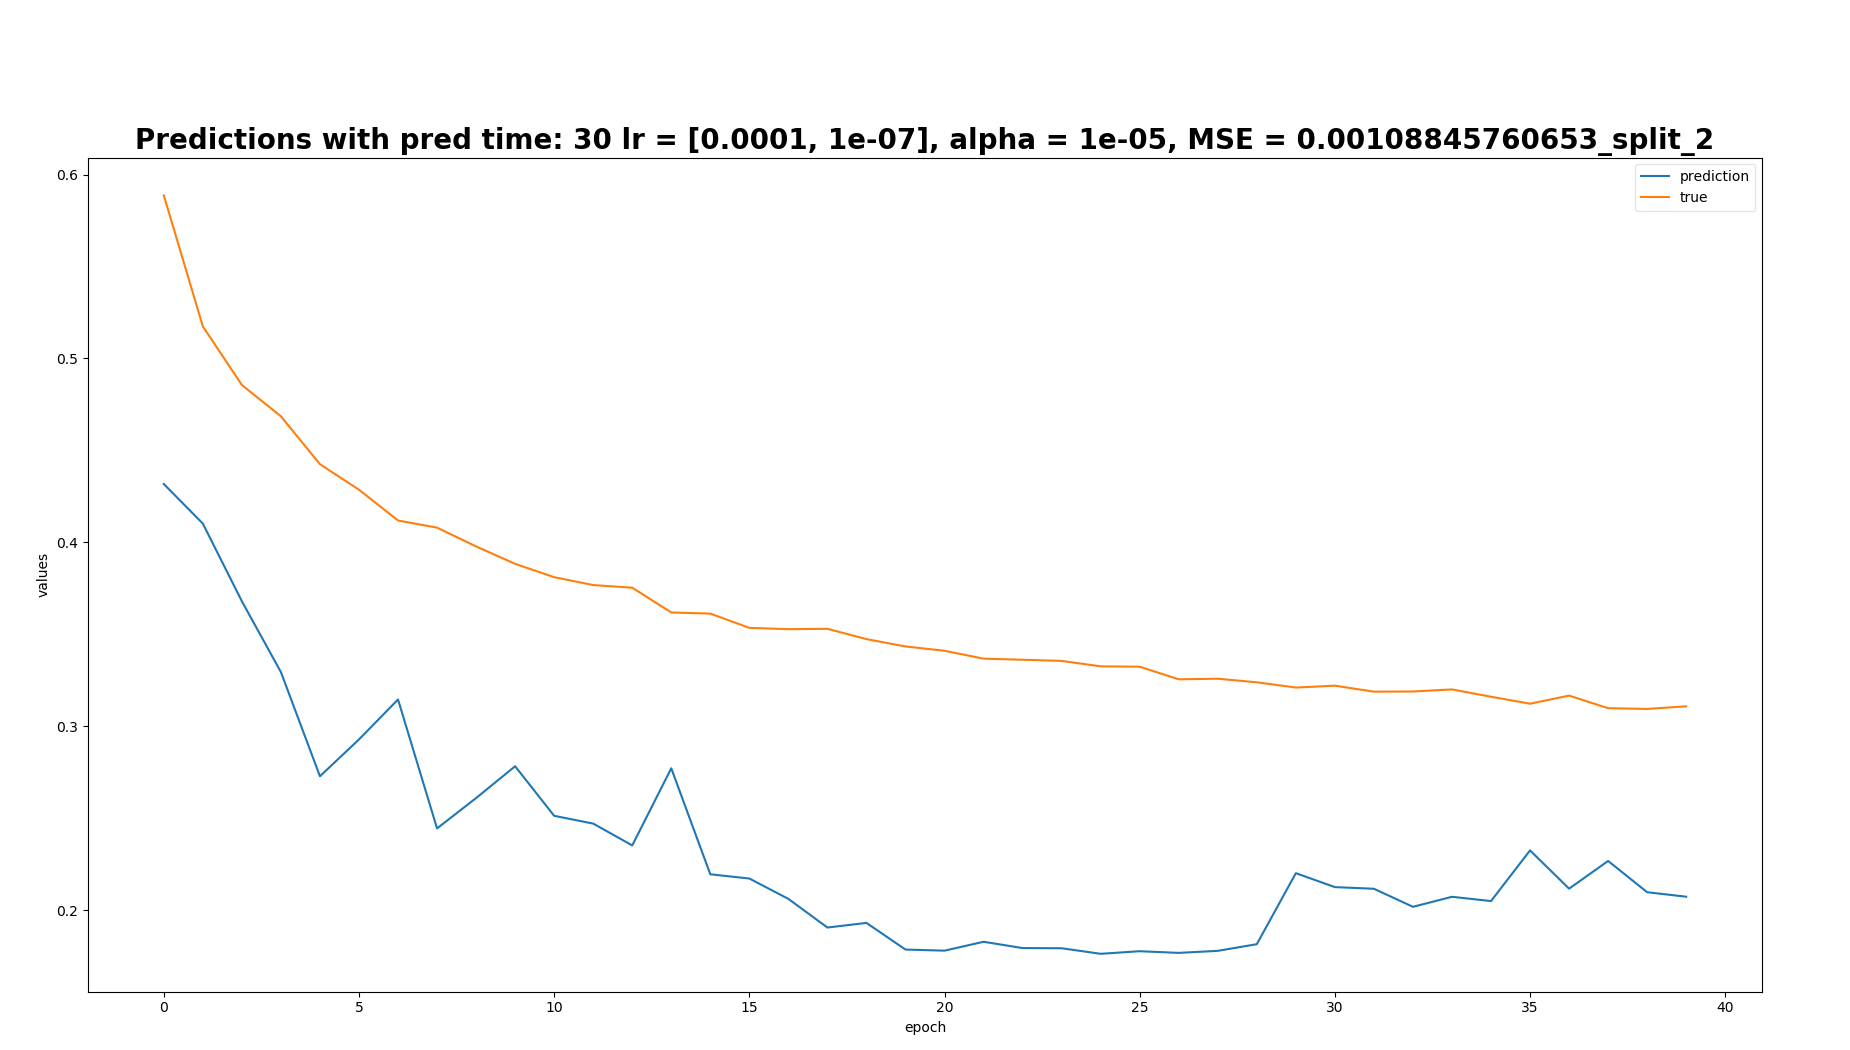 Predictions with pred time: 30 lr = [0.0001, 1e-07], alpha = 1e-05, MSE = 0.00108845760653_split_2
prediction
true
0.6
0.5
0.4
0.3
0.2
values
0 5 10 15 20 25 30 35 40
epoch